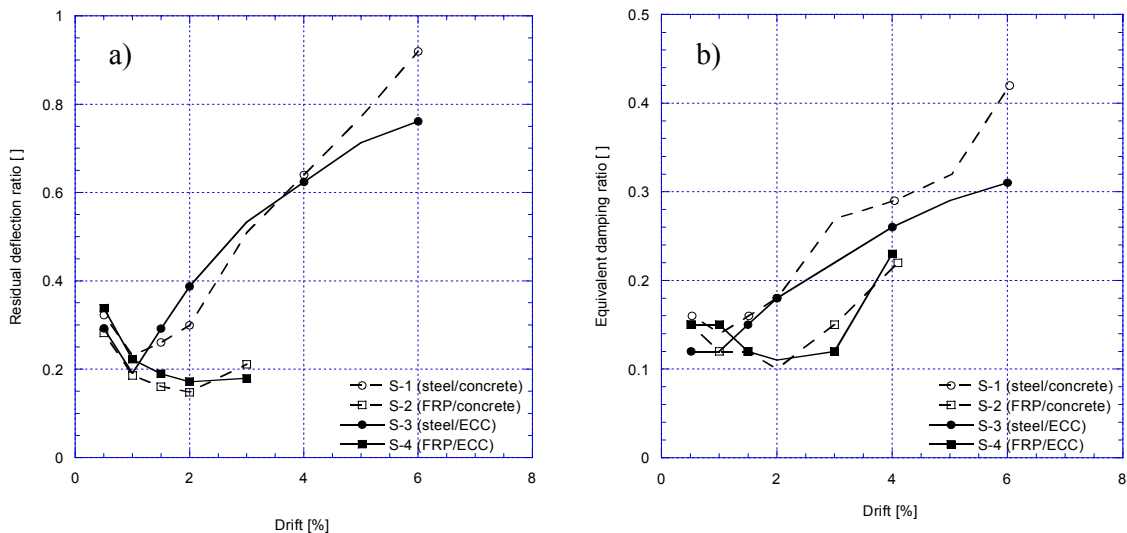 a)
Residual deflection ratio [ ]
1
0.8
0.6
0.4
0.2
0
0
2
4
6
8
Drift [%]
S-1 (steel/concrete)
S-2 (FRP/concrete)
S-3 (steel/ECC)
S-4 (FRP/ECC)
b)
Equivalent damping ratio [ ]
0.5
0.4
0.3
0.2
0.1
0
0
2
4
6
8
Drift [%]
S-1 (steel/concrete)
S-2 (FRP/concrete)
S-3 (steel/ECC)
S-4 (FRP/ECC)